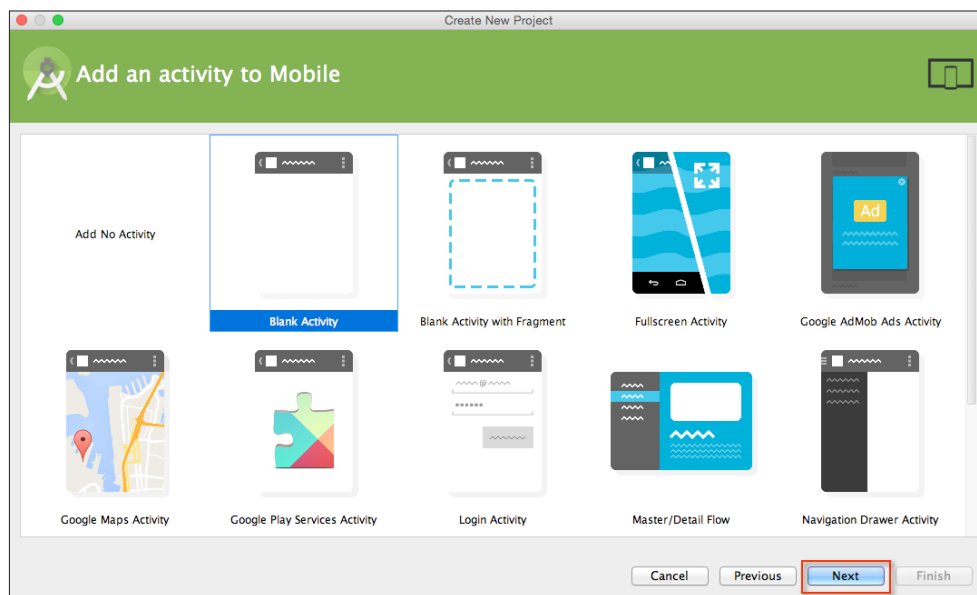 Create New Project
Add an activity to Mobile
Add No Activity
Blank Activity
Blank Activity with Fragment
Fullscreen Activity
Ad
Google AdMob Ads Activity
Google Maps Activity
Google Play Services Activity
@
Login Activity
Master/Detail Flow
Navigation Drawer Activity
Cancel
Previous
Next
Finish